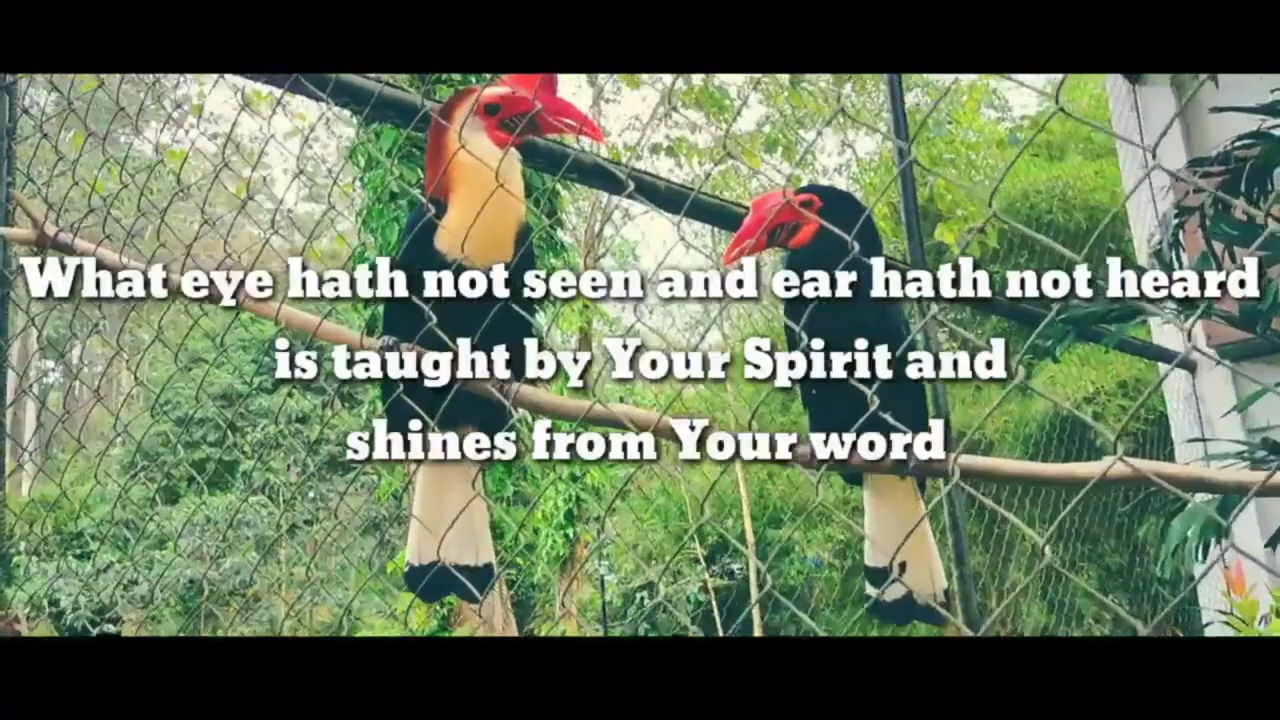 What eye hath not seen and ear hath not heard
is taught by Your Spirit and
shines from Your word